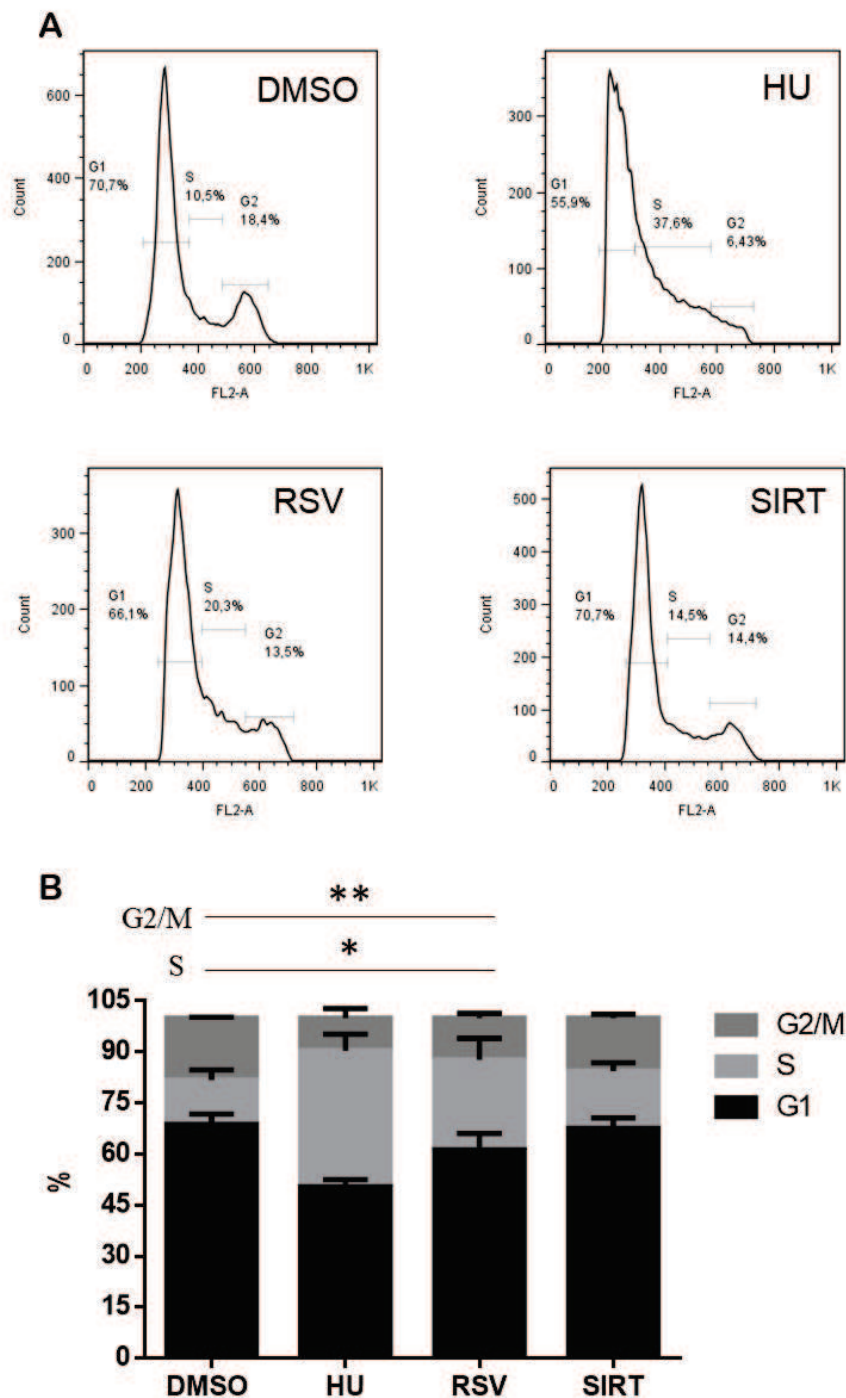 A
DMSO
600
400
200
0
Count
G1
70,7%
S
10,5%
G2
18,4%
0 200 400 600 800 1K
FL2-A
HU
300
200
100
0
Count
G1
55,9%
S
37,6%
G2
6,43%
0 200 400 600 800 1K
FL2-A
RSV
300
200
100
0
Count
G1
66,1%
S
20,3%
G2
13,5%
0 200 400 600 800 1K
FL2-A
SIRT
500
400
300
200
100
0
Count
G1
70,7%
S
14,5%
G2
14,4%
0 200 400 600 800 1K
FL2-A
B
G2/M **
S *
105
90
75
60
45
30
15
0
%
DMSO HU RSV SIRT
G2/M
S
G1